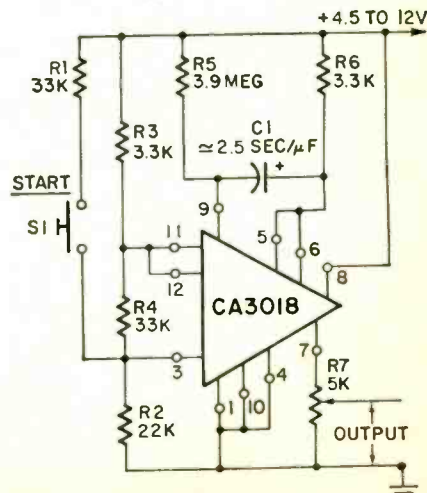 +4.5 TO 12V
R1
33K
R5
3.9 MEG
R6
3.3K
R3
3.3K
C1
≃2.5 SEC/μF
+
START
S1
9
5
6
8
11
12
CA3018
R4
33K
3
7
4
1
10
R7
5K
R2
22K
OUTPUT